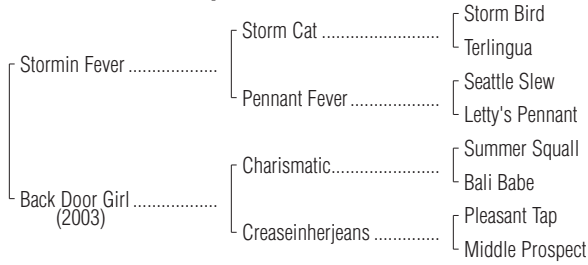 Storm Bird
Storm Cat ........................
Terlingua
Stormin Fever ..................
Seattle Slew
Pennant Fever ..................
Letty's Pennant
Summer Squall
Charismatic......................
Bali Babe
Back Door Girl .................
(2003)
Pleasant Tap
Creaseinherjeans .............
Middle Prospect